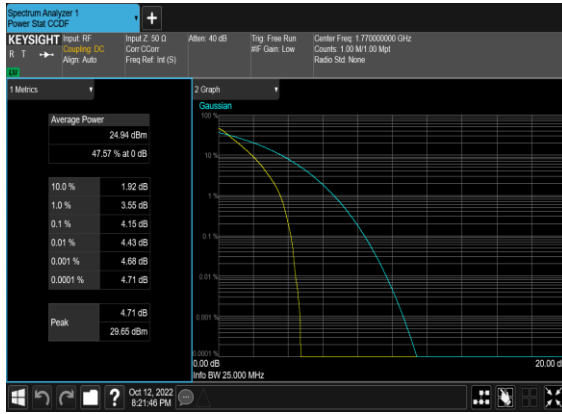 Spectrum Analyzer 1
Power Stat CCDF
+
KEYSIGHT Input: RF Input Z: 50 Ω Atten: 40 dB Trig: Free Run Center Freq: 1.770000000 GHz
R T Coupling: DC Corr CCorr #IF Gain: Low Counts: 1.00 M/1.00 Mpt
Align: Auto Freq Ref: Int (S) Radio Std: None
1 Metrics
2 Graph
Average Power
24.94 dBm
47.57 % at 0 dB
10.0 % 1.92 dB
1.0 % 3.55 dB
0.1 % 4.15 dB
0.01 % 4.43 dB
0.001 % 4.68 dB
0.0001 % 4.71 dB
Peak 4.71 dB
29.65 dBm
Gaussian
100 %
10 %
1 %
0.1 %
0.01 %
0.001 %
0.0001 %
0.00 dB 20.00 d
Info BW 25.000 MHz
?
Oct 12, 2022
8:21:46 PM